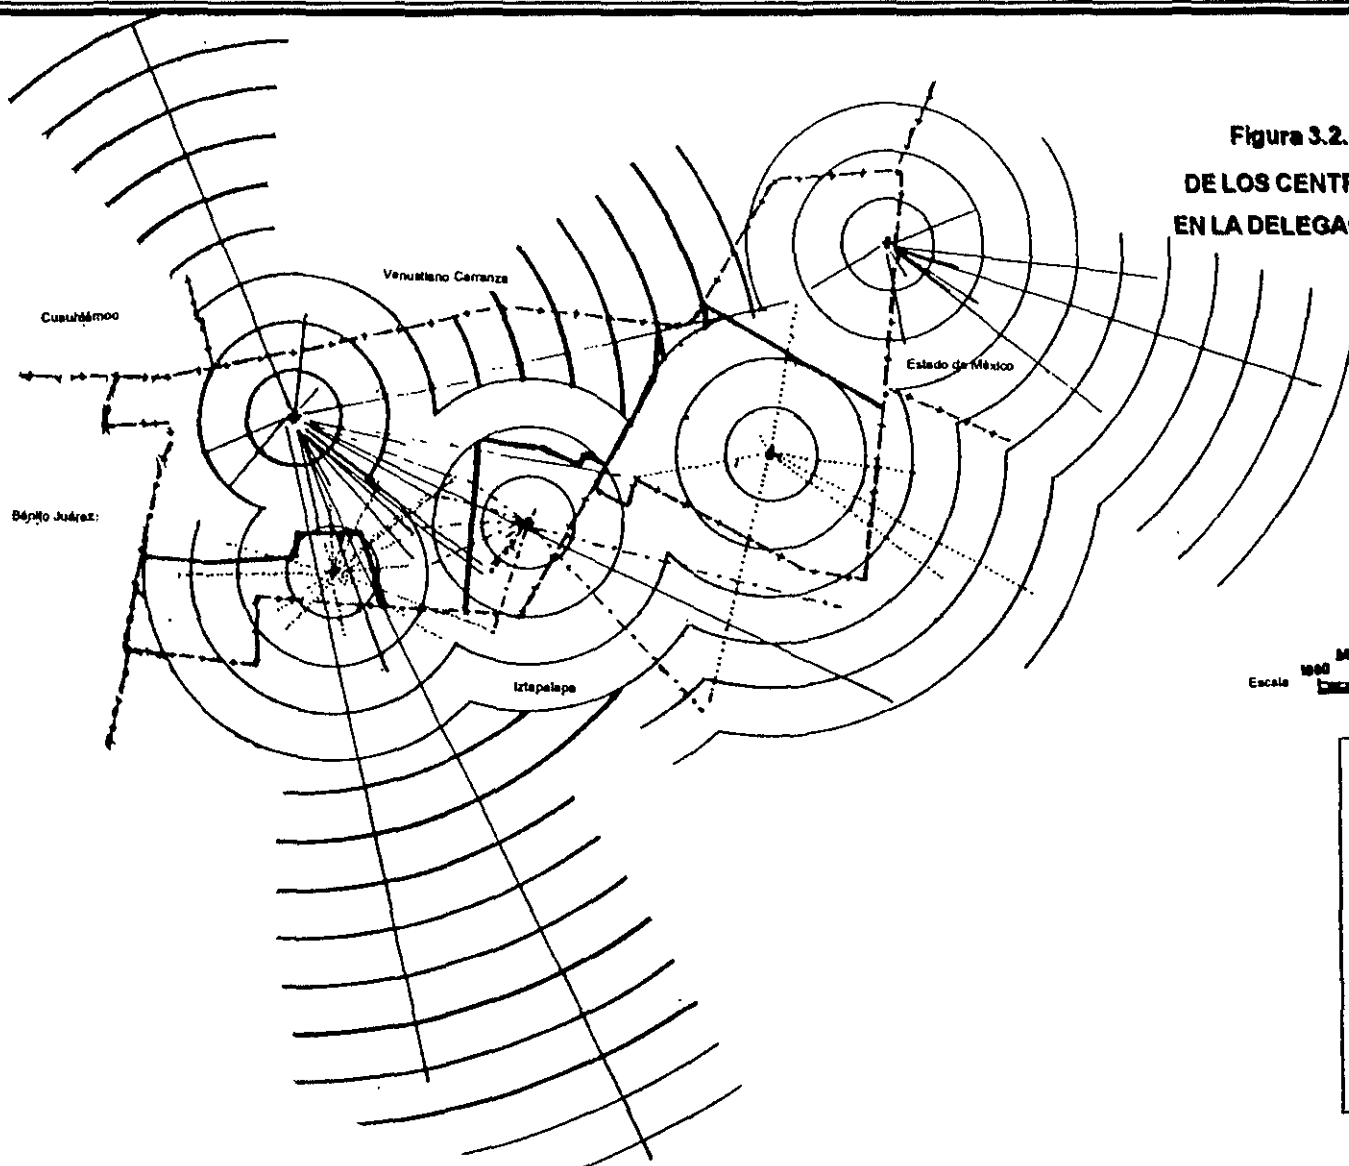 Figura 3.2.
DE LOS CENTR
EN LA DELEGA
Venustiano Carranza
Cuauhtémoc
Estado de México
Benito Juárez:
Iztapalapa
Escala 1000 M